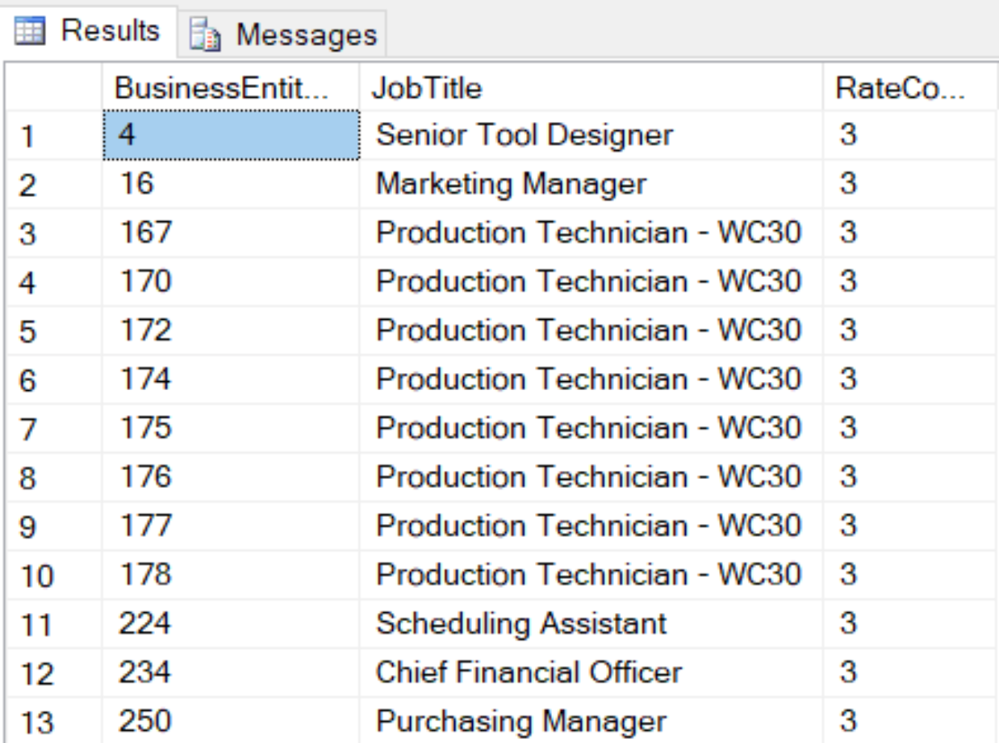 Results Messages
BusinessEntit... JobTitle RateCo...
1 4 Senior Tool Designer 3
2 16 Marketing Manager 3
3 167 Production Technician - WC30 3
4 170 Production Technician - WC30 3
5 172 Production Technician - WC30 3
6 174 Production Technician - WC30 3
7 175 Production Technician - WC30 3
8 176 Production Technician - WC30 3
9 177 Production Technician - WC30 3
10 178 Production Technician - WC30 3
11 224 Scheduling Assistant 3
12 234 Chief Financial Officer 3
13 250 Purchasing Manager 3